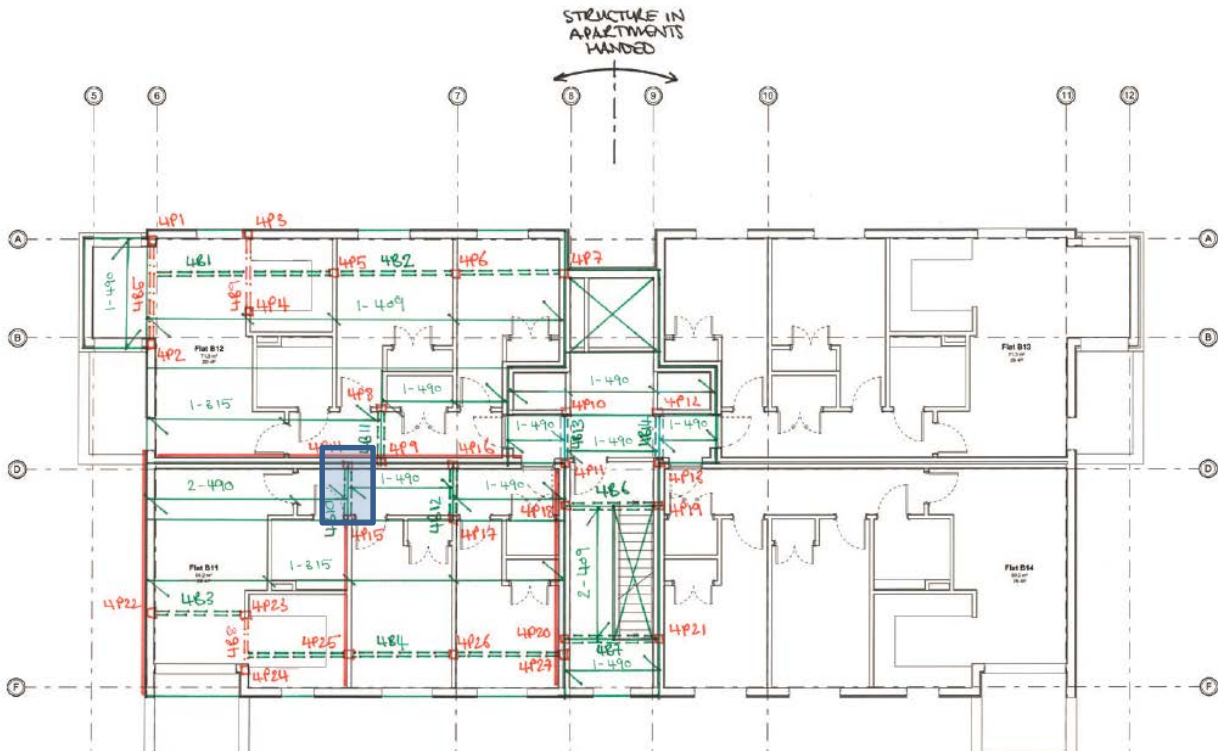 STRUCTURE IN
APARTMENTS
HANDED
5 6 7 8 9 10 11 12
A 4P1 4P3 A
4B1 4P5 4B2 4P6 4P7
1-490 4B5 4B9
4P4 1-409
B 4P2 B
Flat B12 Flat B13
1-490 1-490
4P8
1-315 4P10 4P12
1-490 1-490
4B11 4B13 1-490 4B14
4P9 4P16
D 4P11 4P13 D
2-490 1-490 1-490 4B6
4B10 4B12 4P18 4P19
4P15 4P17
1-315 2-409
Flat B11 Flat B14
4P22 4B3 4P23
4B8 4P25 4B4 4P26 4P20 4B7 4P21
4P24 4P27 1-490
F F